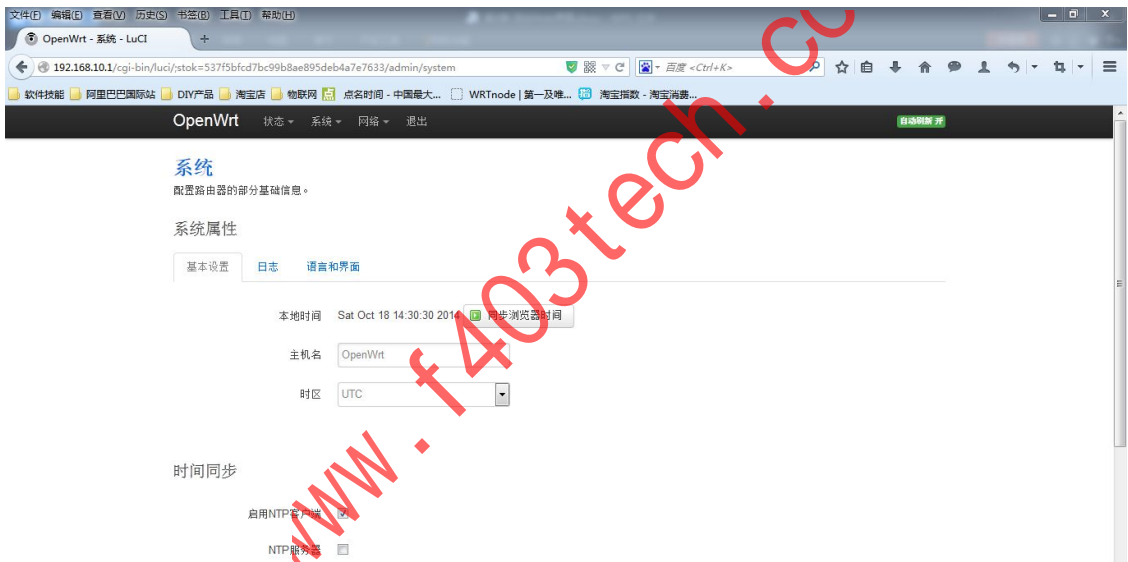 文件(F) 编辑(E) 查看(V) 历史(S) 书签(B) 工具(T) 帮助(H)
OpenWrt - 系统 - LuCI
192.168.10.1/cgi-bin/luci/;stok=537f5bfcd7bc99b8ae895deb4a7e7633/admin/system 百度 <Ctrl+K>
软件技能 阿里巴巴国际站 DIY产品 淘宝店 物联网 点名时间 - 中国最大... WRTnode | 第一及唯... 淘宝指数 - 淘宝消费...
OpenWrt 状态 系统 网络 退出 自动刷新 开
系统
配置路由器的部分基础信息。
系统属性
基本设置 日志 语言和界面
本地时间 Sat Oct 18 14:30:30 2014 同步浏览器时间
主机名 OpenWrt
时区 UTC
时间同步
启用NTP客户端
NTP服务器
www.f403tech.co